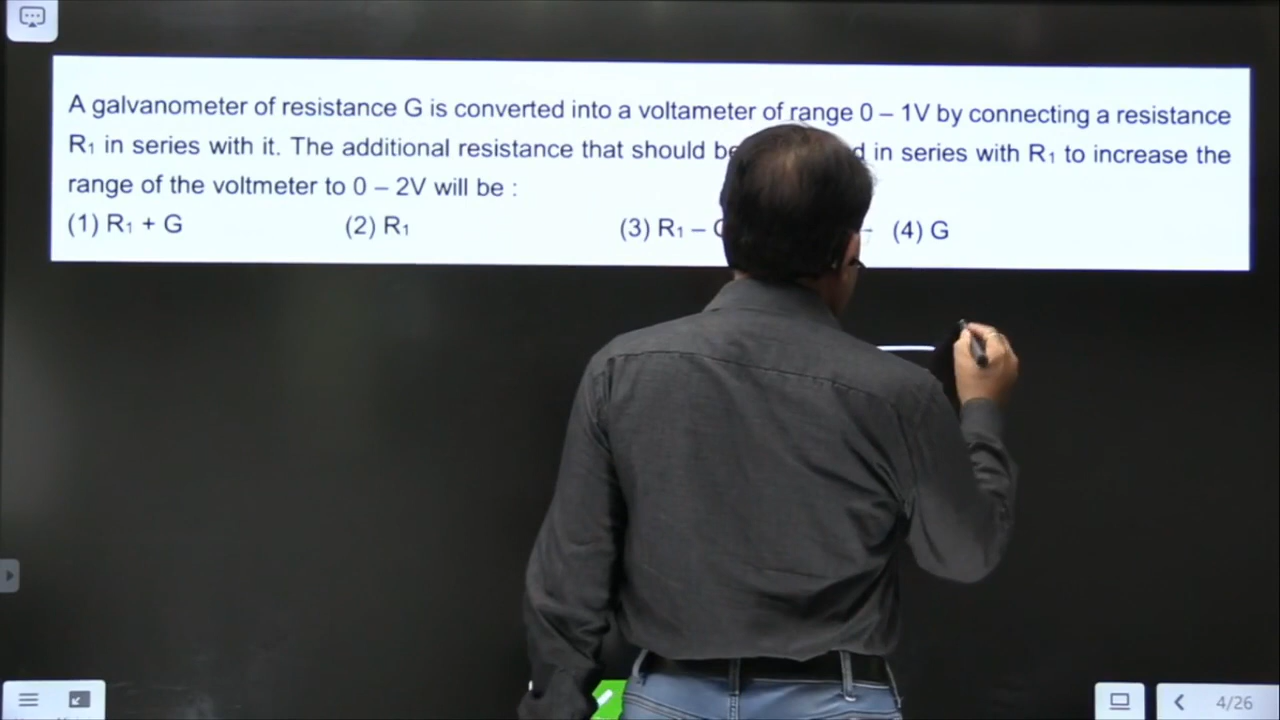 A galvanometer of resistance G is converted into a voltameter of range 0 – 1V by connecting a resistance
R₁ in series with it. The additional resistance that should be in series with R₁ to increase the
range of the voltmeter to 0 – 2V will be :
(1) R₁ + G (2) R₁ (3) R₁ – (4) G
4/26